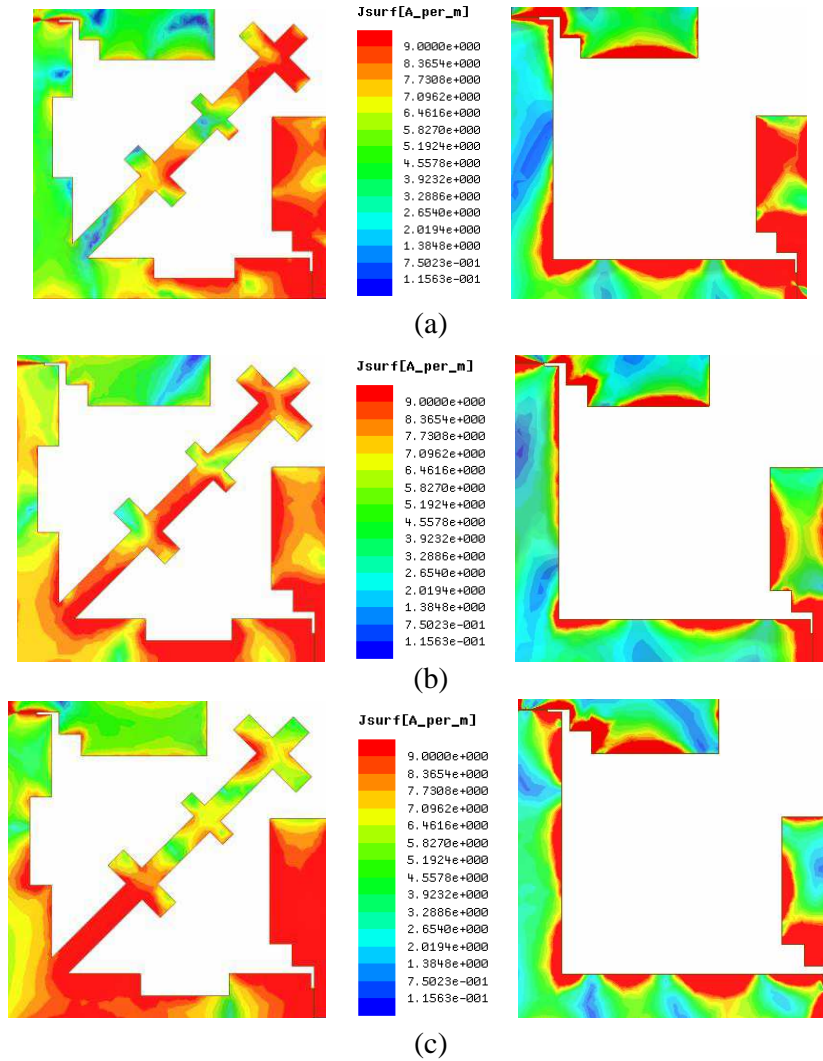 Jsurf[A_per_m]
9.0000e+000
8.3654e+000
7.7308e+000
7.0962e+000
6.4616e+000
5.8270e+000
5.1924e+000
4.5578e+000
3.9232e+000
3.2886e+000
2.6540e+000
2.0194e+000
1.3848e+000
7.5023e-001
1.1563e-001
(a)
Jsurf[A_per_m]
9.0000e+000
8.3654e+000
7.7308e+000
7.0962e+000
6.4616e+000
5.8270e+000
5.1924e+000
4.5578e+000
3.9232e+000
3.2886e+000
2.6540e+000
2.0194e+000
1.3848e+000
7.5023e-001
1.1563e-001
(b)
Jsurf[A_per_m]
9.0000e+000
8.3654e+000
7.7308e+000
7.0962e+000
6.4616e+000
5.8270e+000
5.1924e+000
4.5578e+000
3.9232e+000
3.2886e+000
2.6540e+000
2.0194e+000
1.3848e+000
7.5023e-001
1.1563e-001
(c)